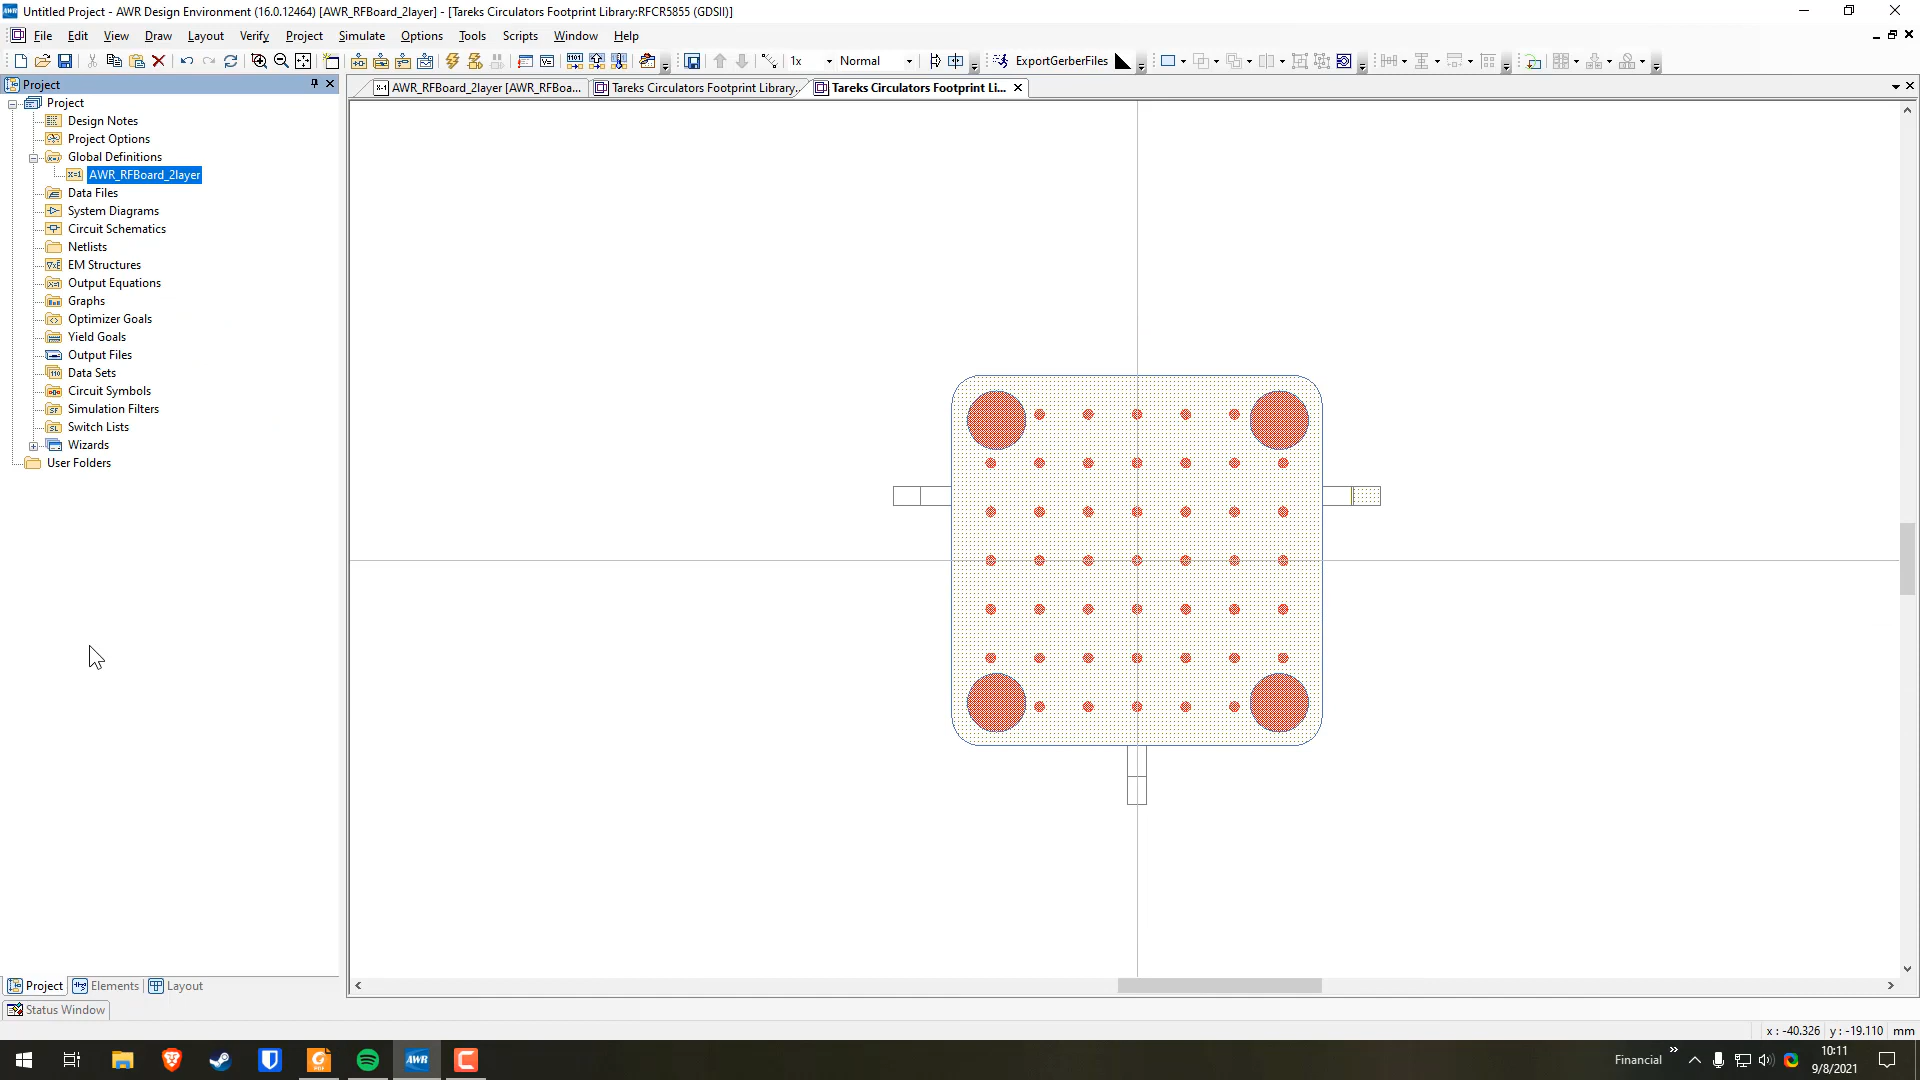 Untitled Project - AWR Design Environment (16.0.12464) [AWR_RFBoard_2layer] - [Tareks Circulators Footprint Library:RFCR5855 (GDSII)]
File Edit View Draw Layout Verify Project Simulate Options Tools Scripts Window Help
1x Normal ExportGerberFiles
Project
AWR_RFBoard_2layer [AWR_RFBoa... Tareks Circulators Footprint Library... Tareks Circulators Footprint Li...
Project
Design Notes
Project Options
Global Definitions
AWR_RFBoard_2layer
Data Files
System Diagrams
Circuit Schematics
Netlists
EM Structures
Output Equations
Graphs
Optimizer Goals
Yield Goals
Output Files
Data Sets
Circuit Symbols
Simulation Filters
Switch Lists
Wizards
User Folders
Project Elements Layout
Status Window
x : -40.326 y : -19.110 mm
AWR
Financial
10:11
9/8/2021